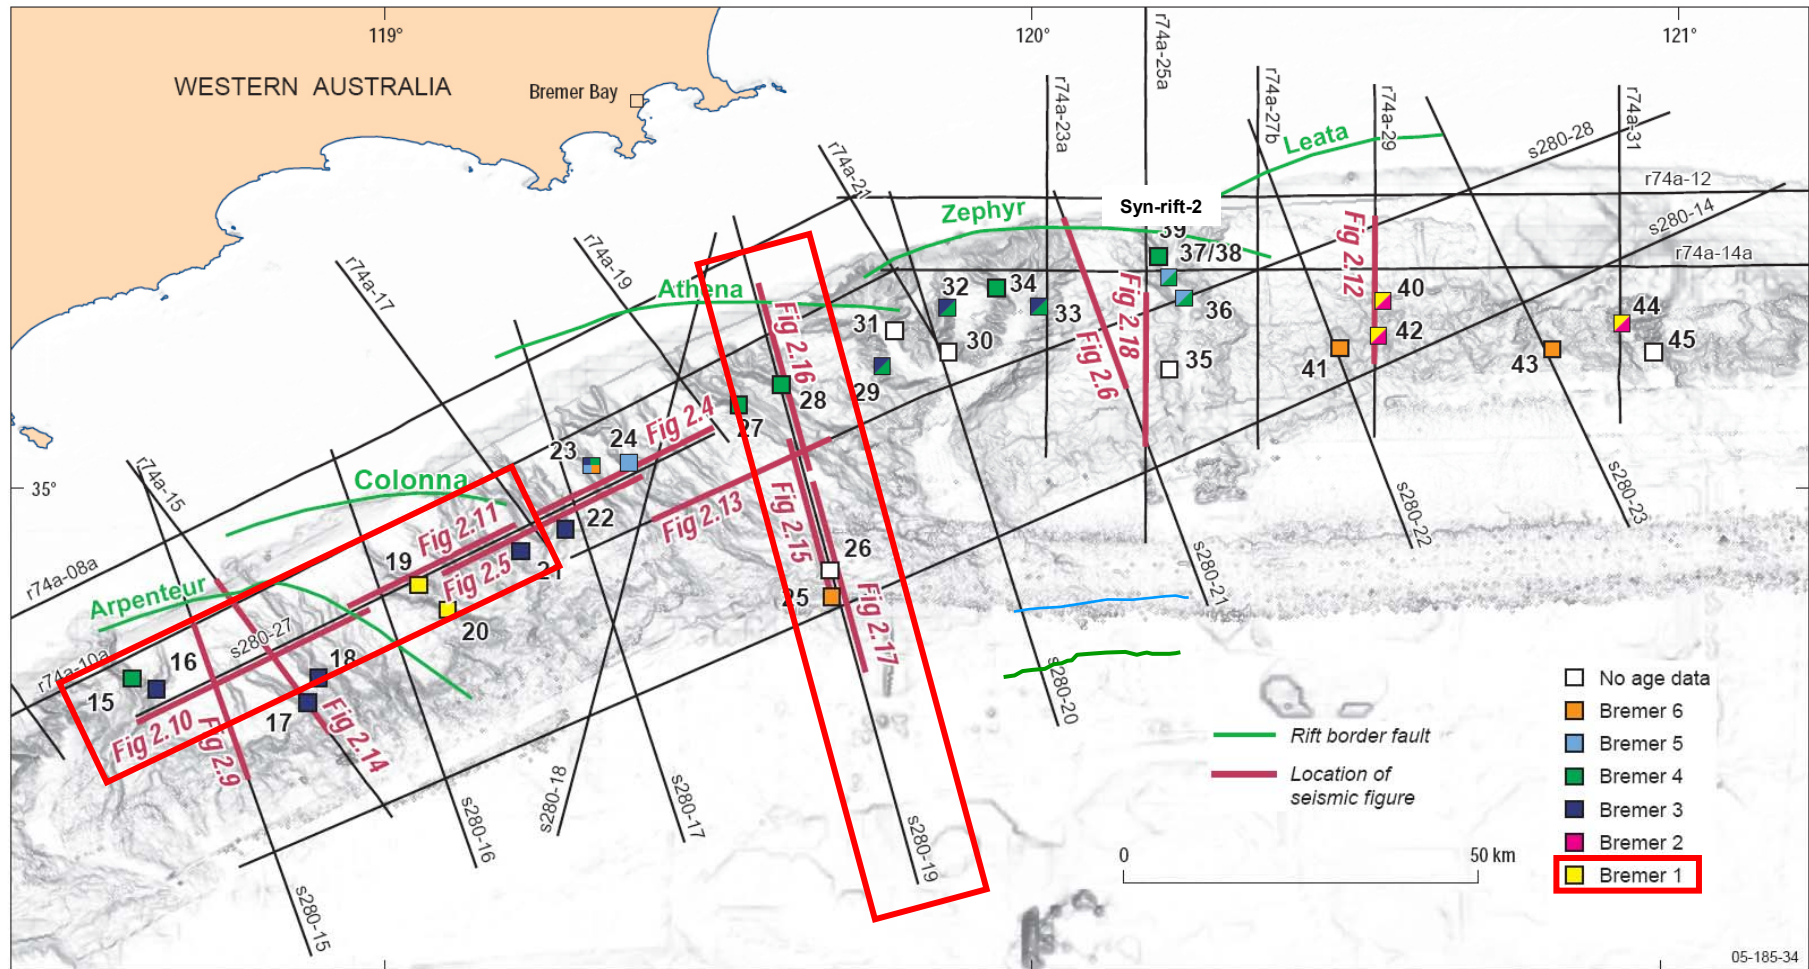 119°
120°
121°
WESTERN AUSTRALIA
Bremer Bay
r74a-25a
r74a-23a
r74a-27b
r74a-29
r74a-31
Leata
s280-28
r74a-12
s280-14
r74a-14a
r74a-21
Zephyr
Syn-rift-2
39
37/38
r74a-19
r74a-17
Athena
Fig 2.16
32
34
33
36
Fig 2.12
40
44
31
30
Fig 2.18
Fig 2.6
42
45
35
41
43
29
28
27
Fig 2.4
23
24
r74a-15
35°
Colonna
Fig 2.13
Fig 2.15
s280-22
s280-23
Fig 2.11
22
19
Fig 2.5
21
26
25
s280-21
r74a-08a
Arpenteur
20
Fig 2.17
s280-27
16
18
r74a-10a
15
17
Fig 2.10
Fig 2.9
Fig 2.14
s280-20
s280-18
s280-17
s280-16
s280-19
s280-15
Rift border fault
Location of
seismic figure
0
50 km
No age data
Bremer 6
Bremer 5
Bremer 4
Bremer 3
Bremer 2
Bremer 1
05-185-34